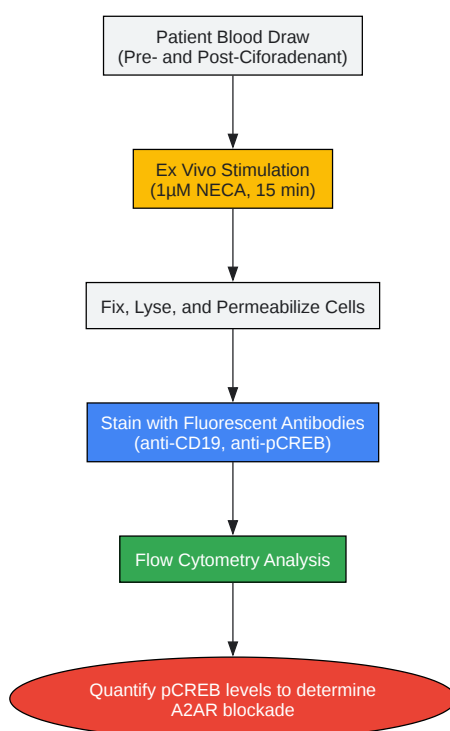 Patient Blood Draw
(Pre- and Post-Ciforadenant)
Ex Vivo Stimulation
(1µM NECA, 15 min)
Fix, Lyse, and Permeabilize Cells
Stain with Fluorescent Antibodies
(anti-CD19, anti-pCREB)
Flow Cytometry Analysis
Quantify pCREB levels to determine
A2AR blockade